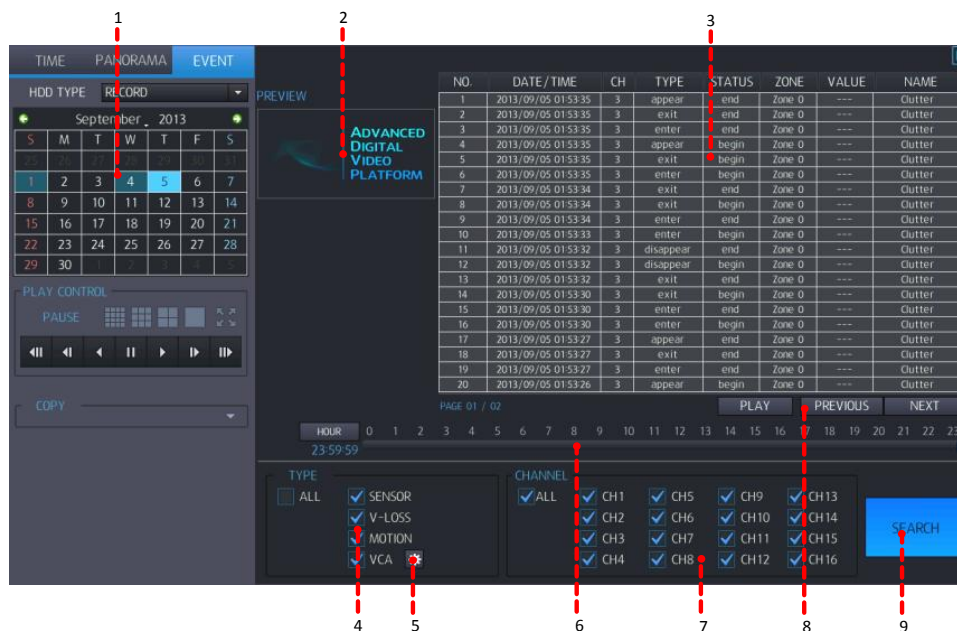 1 2 3
TIME PANORAMA EVENT
HDD TYPE RECORD
September 2013
S M T W T F S
25 26 27 28 29 30 31
1 2 3 4 5 6 7
8 9 10 11 12 13 14
15 16 17 18 19 20 21
22 23 24 25 26 27 28
29 30 1 2 3 4 5
PLAY CONTROL
PAUSE
COPY
PREVIEW
ADVANCED
DIGITAL
VIDEO
PLATFORM
NO. DATE/TIME CH TYPE STATUS ZONE VALUE NAME
1 2013/09/05 01:53:35 3 appear end Zone 0 --- Clutter
2 2013/09/05 01:53:35 3 exit end Zone 0 --- Clutter
3 2013/09/05 01:53:35 3 enter end Zone 0 --- Clutter
4 2013/09/05 01:53:35 3 appear begin Zone 0 --- Clutter
5 2013/09/05 01:53:35 3 exit begin Zone 0 --- Clutter
6 2013/09/05 01:53:35 3 enter begin Zone 0 --- Clutter
7 2013/09/05 01:53:34 3 exit end Zone 0 --- Clutter
8 2013/09/05 01:53:34 3 exit begin Zone 0 --- Clutter
9 2013/09/05 01:53:34 3 enter end Zone 0 --- Clutter
10 2013/09/05 01:53:33 3 enter begin Zone 0 --- Clutter
11 2013/09/05 01:53:32 3 disappear end Zone 0 --- Clutter
12 2013/09/05 01:53:32 3 disappear begin Zone 0 --- Clutter
13 2013/09/05 01:53:32 3 exit end Zone 0 --- Clutter
14 2013/09/05 01:53:30 3 exit begin Zone 0 --- Clutter
15 2013/09/05 01:53:30 3 enter end Zone 0 --- Clutter
16 2013/09/05 01:53:30 3 enter begin Zone 0 --- Clutter
17 2013/09/05 01:53:27 3 appear end Zone 0 --- Clutter
18 2013/09/05 01:53:27 3 exit end Zone 0 --- Clutter
19 2013/09/05 01:53:27 3 enter end Zone 0 --- Clutter
20 2013/09/05 01:53:26 3 appear begin Zone 0 --- Clutter
PAGE 01 / 02 PLAY PREVIOUS NEXT
HOUR 0 1 2 3 4 5 6 7 8 9 10 11 12 13 14 15 16 17 18 19 20 21 22 23
23:59:59
TYPE
ALL SENSOR
V-LOSS
MOTION
VCA
CHANNEL
ALL CH1 CH5 CH9 CH13
CH2 CH6 CH10 CH14
CH3 CH7 CH11 CH15
CH4 CH8 CH12 CH16
SEARCH
4 5 6 7 8 9